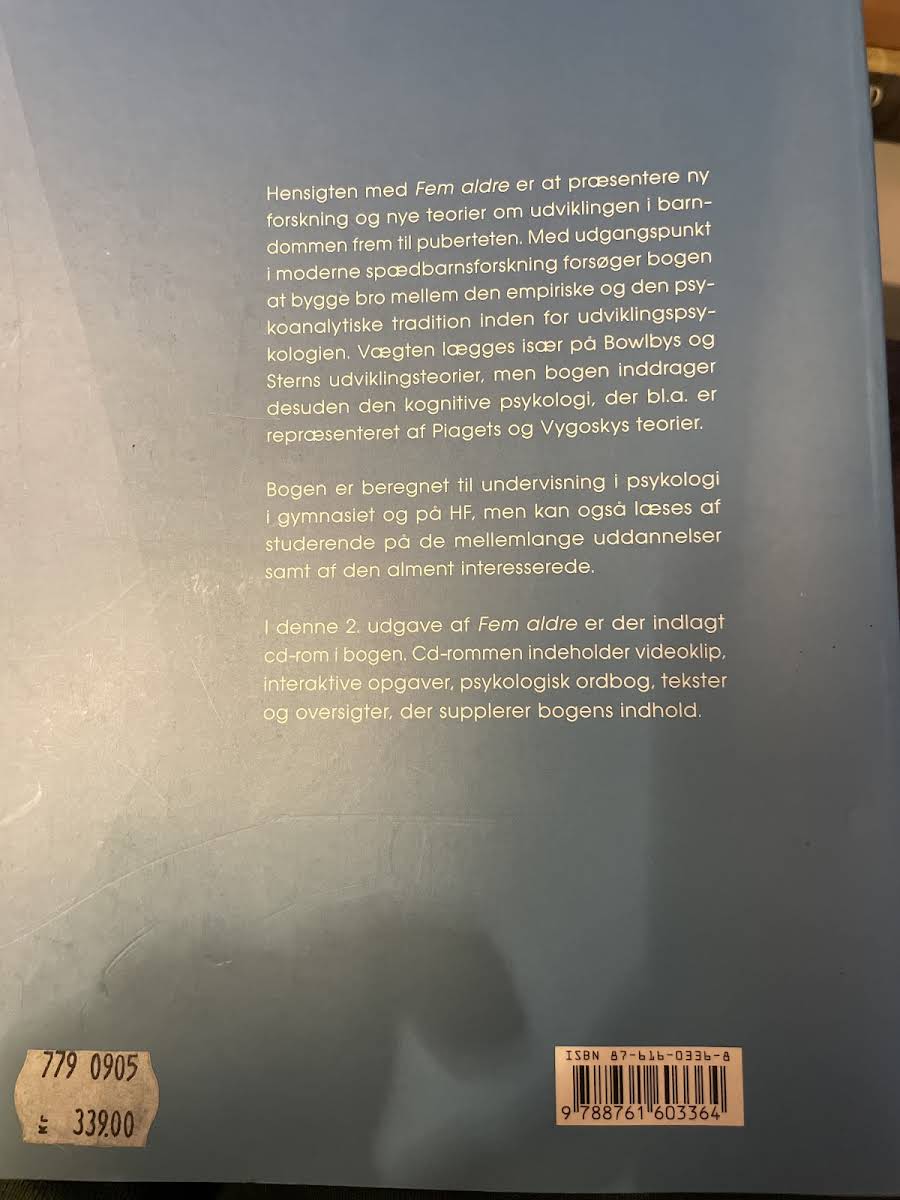 Hensigten med Fem aldre er at præsentere ny
forskning og nye teorier om udviklingen i barn-
dommen frem til puberteten. Med udgangspunkt
i moderne spædbarnsforskning forsøger bogen
at bygge bro mellem den empiriske og den psy-
koanalytiske tradition inden for udviklingspsy-
kologien. Vægten lægges især på Bowlbys og
Sterns udviklingsteorier, men bogen inddrager
desuden den kognitive psykologi, der bl.a. er
repræsenteret af Piagets og Vygoskys teorier.
Bogen er beregnet til undervisning i psykologi
i gymnasiet og på HF, men kan også læses af
studerende på de mellemlange uddannelser
samt af den alment interesserede.
I denne 2. udgave af Fem aldre er der indlagt
cd-rom i bogen. Cd-rommen indeholder videoklip,
interaktive opgaver, psykologisk ordbog, tekster
og oversigter, der supplerer bogens indhold.
779 0905
kr 339.00
ISBN 87-616-0336-8
9 788761 603364